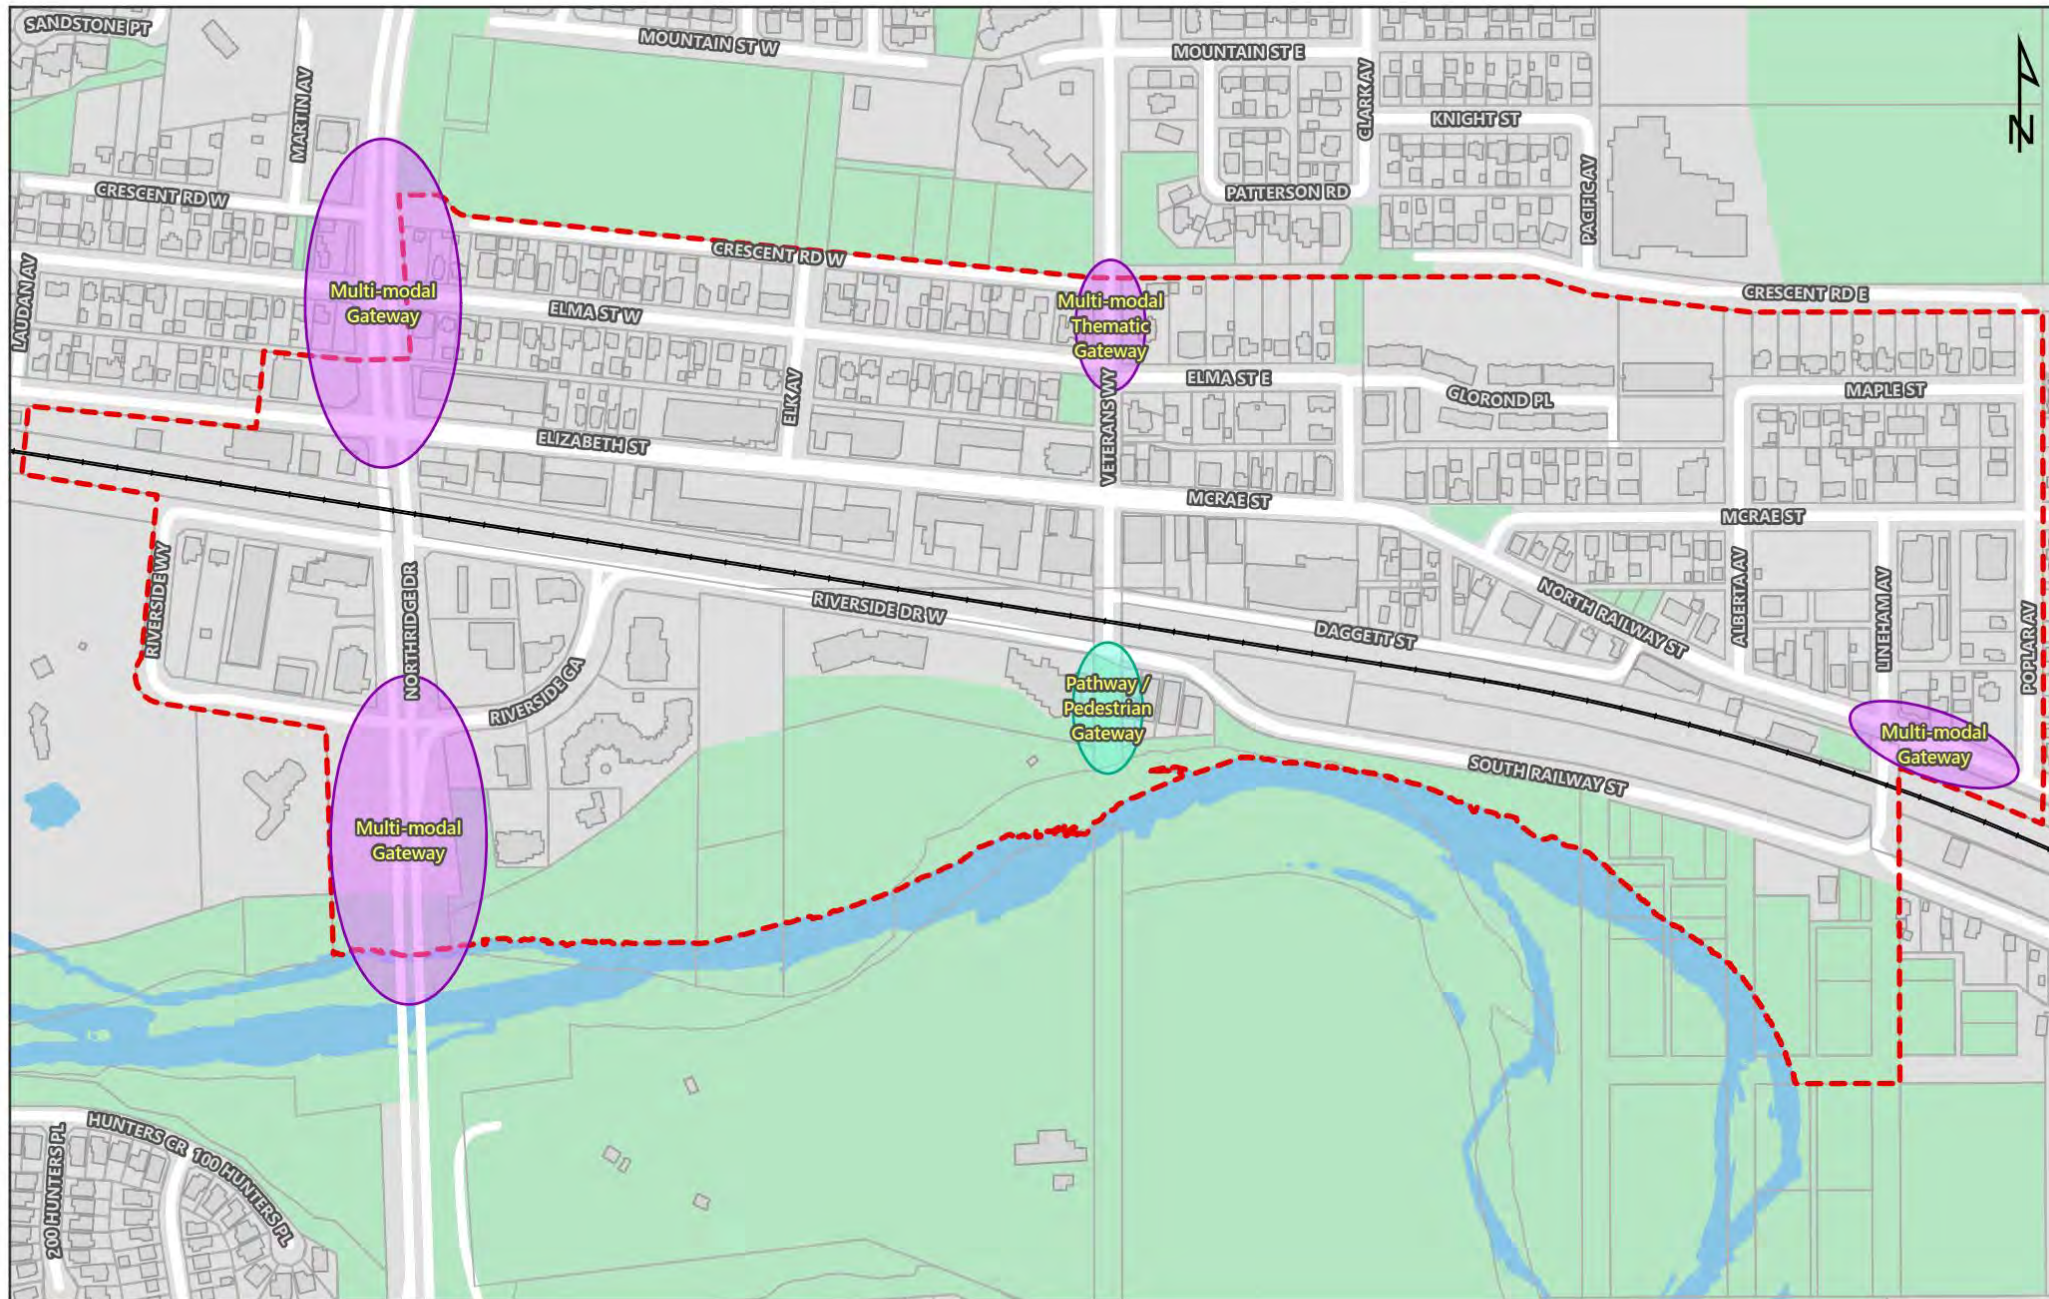 SANDSTONE PT
MOUNTAIN ST W
MOUNTAIN ST E
MARTIN AV
CLARK AV
KNIGHT ST
N
CRESCENT RD W
PATTERSON RD
PACIFIC AV
CRESCENT RD W
LAUDAN AV
Multi-modal
Gateway
ELMA ST W
Multi-modal
Thematic
Gateway
CRESCENT RD E
ELMA ST E
GLOROND PL
MAPLE ST
ELK AV
VETERANS WY
ELIZABETH ST
MCRAE ST
MCRAE ST
RIVERSIDE WY
NORTHRIDGE DR
RIVERSIDE DR W
DAGGETT ST
NORTH RAILWAY ST
ALBERTA AV
LINEHAM AV
POPLAR AV
RIVERSIDE GA
Pathway /
Pedestrian
Gateway
Multi-modal
Gateway
SOUTH RAILWAY ST
Multi-modal
Gateway
HUNTERS CR
100 HUNTERS PL
200 HUNTERS PL